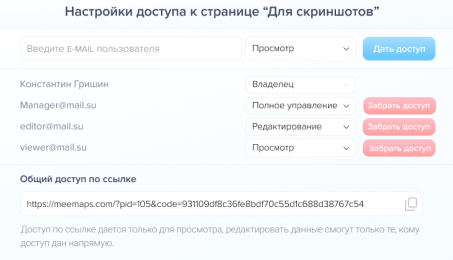 Настройки доступа к странице “Для скриншотов”
Введите E-MAIL пользователя Просмотр Дать доступ
Константин Гришин Владелец
Manager@mail.su Полное управление Забрать доступ
editor@mail.su Редактирование Забрать доступ
viewer@mail.su Просмотр Забрать доступ
Общий доступ по ссылке
https://meemaps.com/?pid=105&code=931109df8c36fe8bdf70c55d1c688d38767c54
Доступ по ссылке дается только для просмотра, редактировать данные смогут только те, кому
доступ дан напрямую.